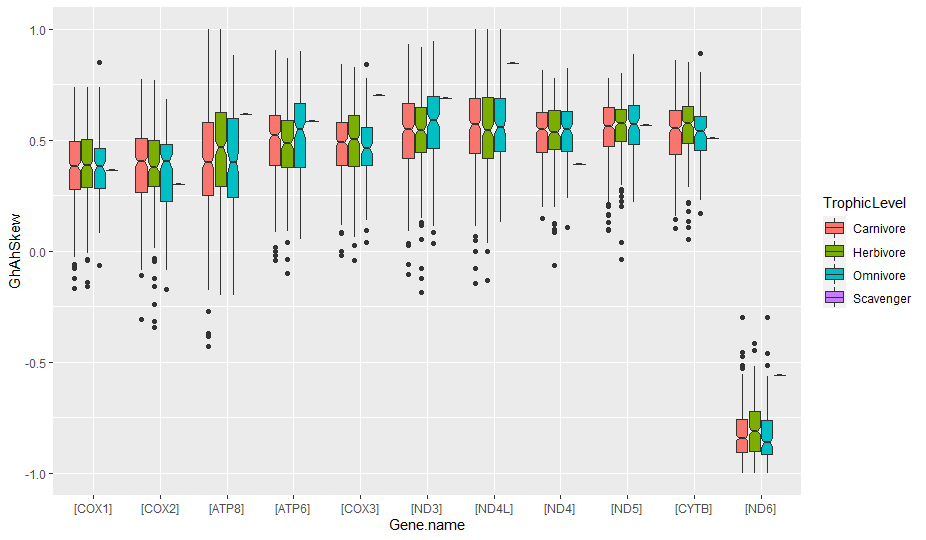 GhAhSkew
1.0
0.5
0.0
-0.5
-1.0
[COX1] [COX2] [ATP8] [ATP6] [COX3] [ND3] [ND4L] [ND4] [ND5] [CYTB] [ND6]
Gene.name
TrophicLevel
Carnivore
Herbivore
Omnivore
Scavenger